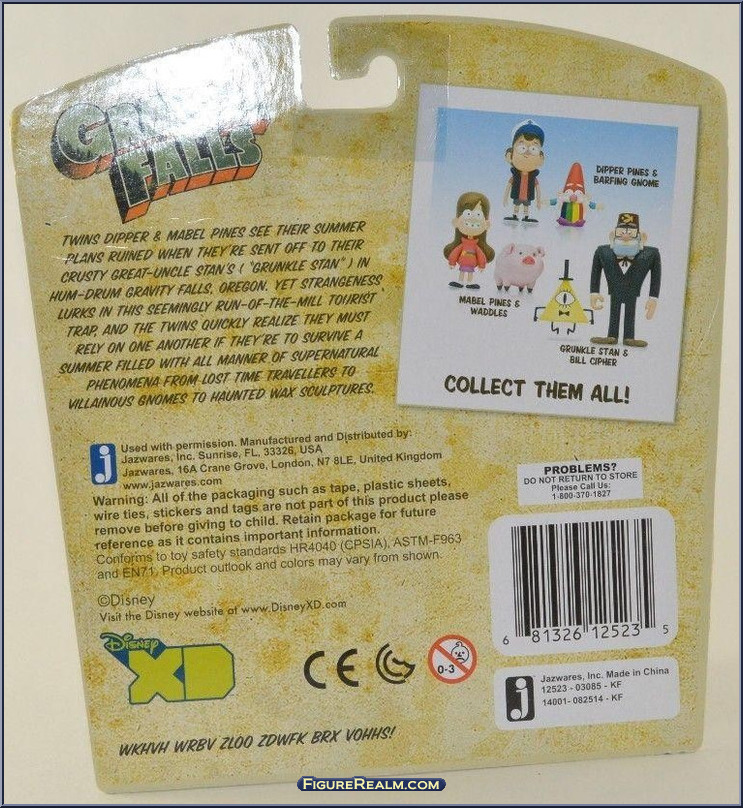 FALLS
TWINS DIPPER & MABEL PINES SEE THEIR SUMMER
PLANS RUINED WHEN THEY'RE SENT OFF TO THEIR
CRUSTY GREAT-UNCLE STAN'S ( "GRUNKLE STAN" ) IN
HUM-DRUM GRAVITY FALLS, OREGON. YET STRANGENESS
LURKS IN THIS SEEMINGLY RUN-OF-THE-MILL TOURIST
TRAP, AND THE TWINS QUICKLY REALIZE THEY MUST
RELY ON ONE ANOTHER IF THEY'RE TO SURVIVE A
SUMMER FILLED WITH ALL MANNER OF SUPERNATURAL
PHENOMENA FROM LOST TIME TRAVELLERS TO
VILLAINOUS GNOMES TO HAUNTED WAX SCULPTURES.
DIPPER PINES &
BARFING GNOME
MABEL PINES &
WADDLES
GRUNKLE STAN &
BILL CIPHER
COLLECT THEM ALL!
j
Used with permission. Manufactured and Distributed by:
Jazwares, Inc. Sunrise, FL, 33326, USA
Jazwares, 16A Crane Grove, London, N7 8LE, United Kingdom
www.jazwares.com
Warning: All of the packaging such as tape, plastic sheets,
wire ties, stickers and tags are not part of this product please
remove before giving to child. Retain package for future
reference as it contains important information.
Conforms to toy safety standards HR4040 (CPSIA), ASTM-F963
and EN71. Product outlook and colors may vary from shown.
©Disney
Visit the Disney website at www.DisneyXD.com
Disney
XD
CE
0-3
WKHVH WRBV ZLOO ZDWFK BRX VOHHS!
PROBLEMS?
DO NOT RETURN TO STORE
Please Call Us:
1-800-370-1827
6 81326 12523 5
j
Jazwares, Inc. Made in China
12523 - 03085 - KF
14001- 082514 - KF
FIGUREREALM.COM